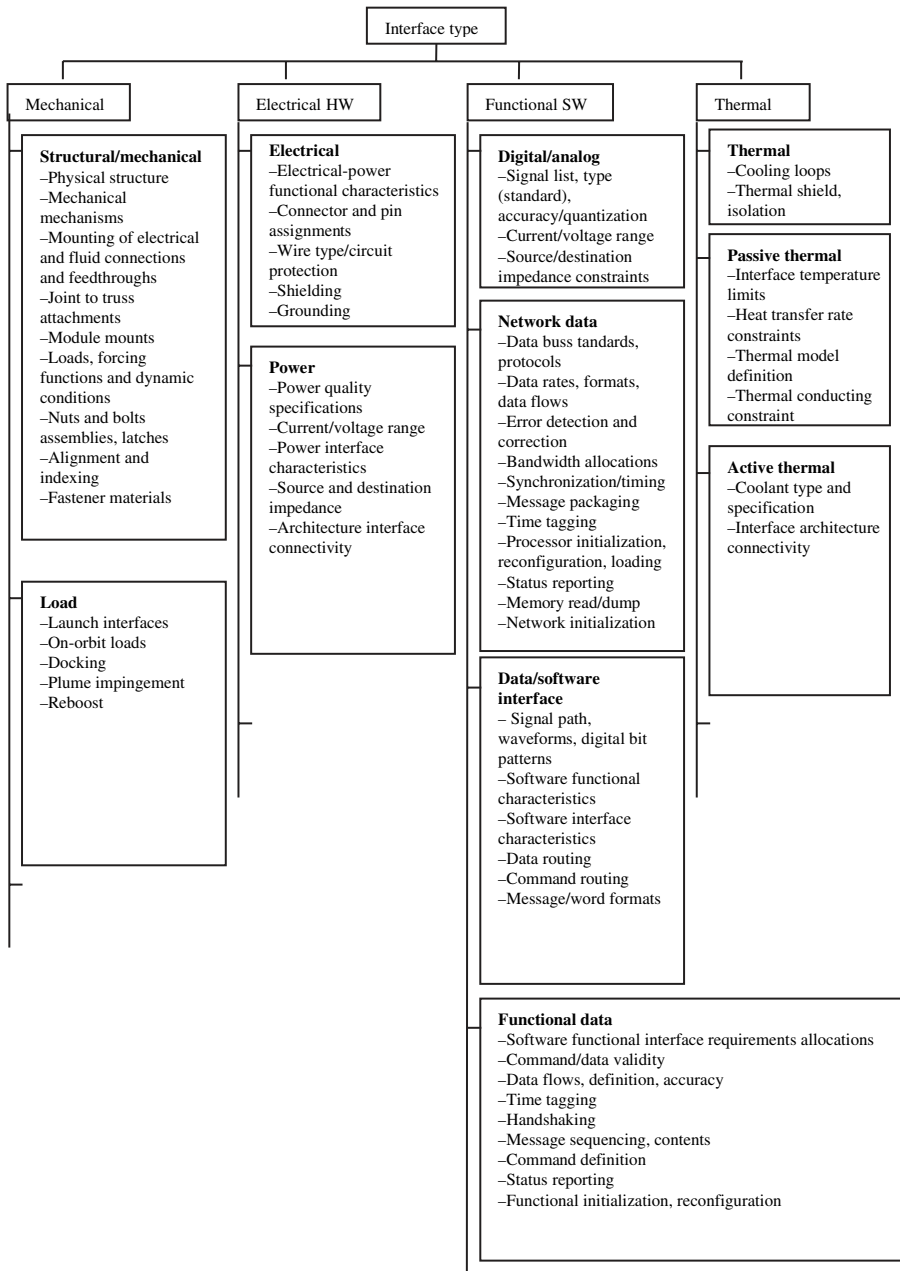 Interface type
Mechanical
Structural/mechanical
–Physical structure
–Mechanical
mechanisms
–Mounting of electrical
and fluid connections
and feedthroughs
–Joint to truss
attachments
–Module mounts
–Loads, forcing
functions and dynamic
conditions
–Nuts and bolts
assemblies, latches
–Alignment and
indexing
–Fastener materials
Load
–Launch interfaces
–On-orbit loads
–Docking
–Plume impingement
–Reboost
Electrical HW
Electrical
–Electrical-power
functional characteristics
–Connector and pin
assignments
–Wire type/circuit
protection
–Shielding
–Grounding
Power
–Power quality
specifications
–Current/voltage range
–Power interface
characteristics
–Source and destination
impedance
–Architecture interface
connectivity
Functional SW
Digital/analog
–Signal list, type
(standard),
accuracy/quantization
–Current/voltage range
–Source/destination
impedance constraints
Network data
–Data buss tandards,
protocols
–Data rates, formats,
data flows
–Error detection and
correction
–Bandwidth allocations
–Synchronization/timing
–Message packaging
–Time tagging
–Processor initialization,
reconfiguration, loading
–Status reporting
–Memory read/dump
–Network initialization
Data/software
interface
– Signal path,
waveforms, digital bit
patterns
–Software functional
characteristics
–Software interface
characteristics
–Data routing
–Command routing
–Message/word formats
Functional data
–Software functional interface requirements allocations
–Command/data validity
–Data flows, definition, accuracy
–Time tagging
–Handshaking
–Message sequencing, contents
–Command definition
–Status reporting
–Functional initialization, reconfiguration
Thermal
Thermal
–Cooling loops
–Thermal shield,
isolation
Passive thermal
–Interface temperature
limits
–Heat transfer rate
constraints
–Thermal model
definition
–Thermal conducting
constraint
Active thermal
–Coolant type and
specification
–Interface architecture
connectivity